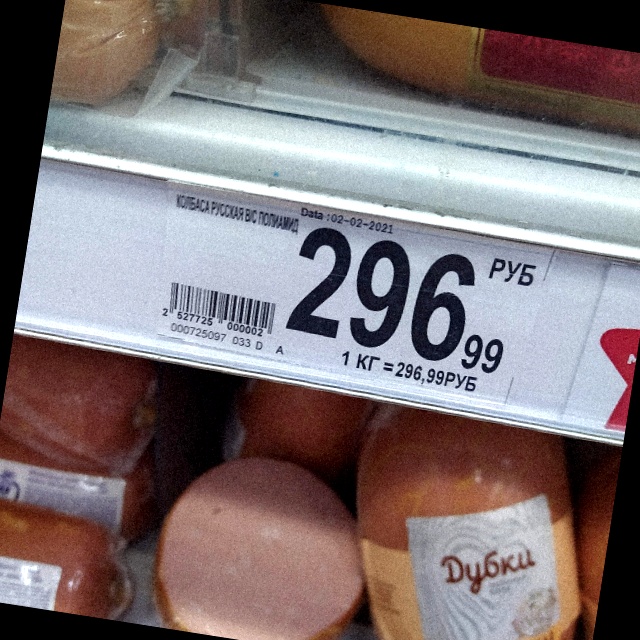 КОЛБАСА РУССКАЯ В/С ПОЛИАМИД
Data :02-02-2021
296 99
РУБ
2 527725 000002
000725097 033 D A
1 КГ = 296,99РУБ
Дубки